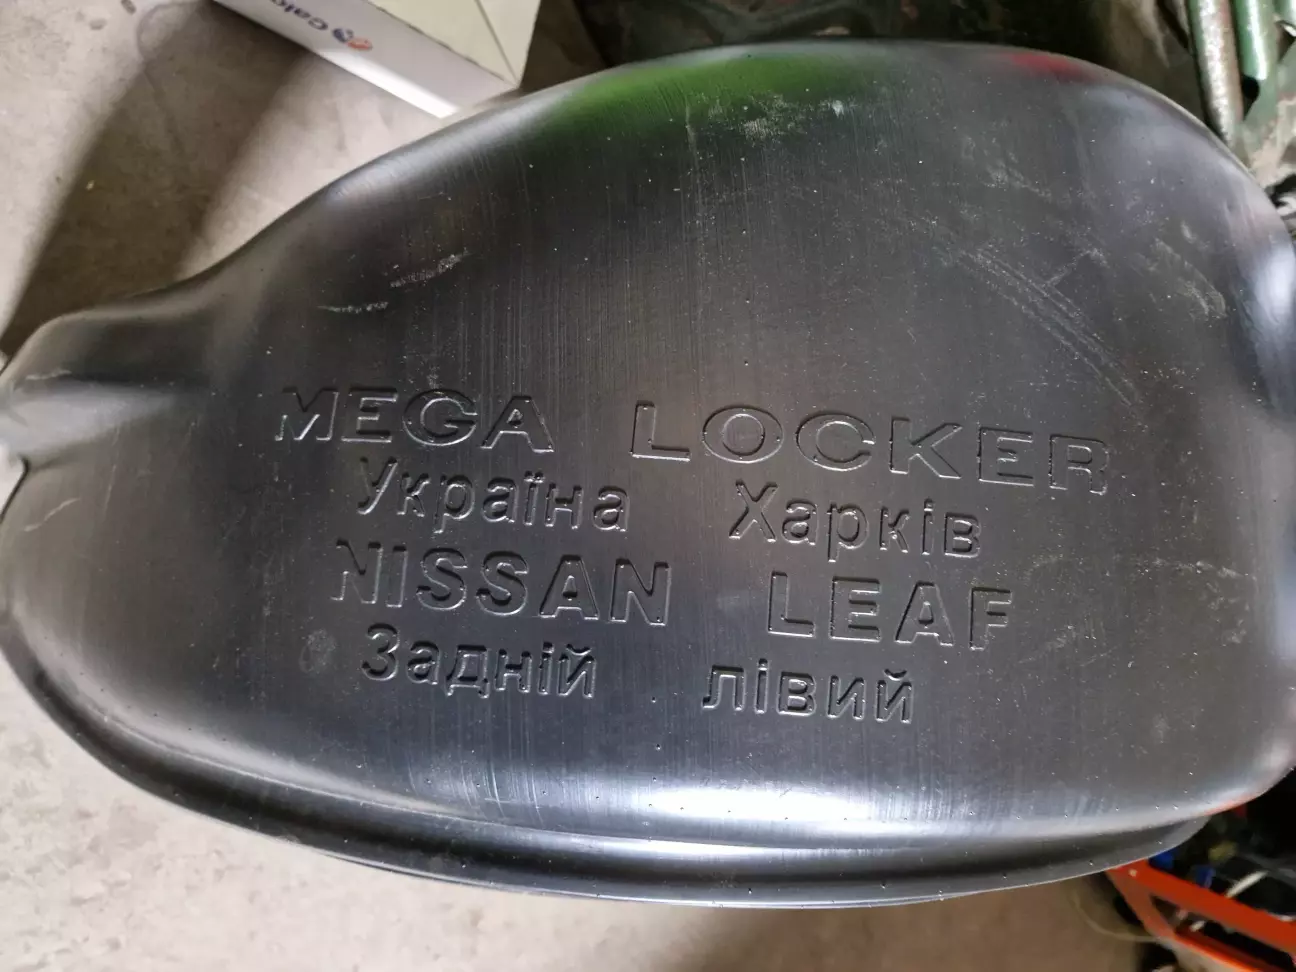 MEGA LOCKER
Україна Харків
NISSAN LEAF
Задній лівий